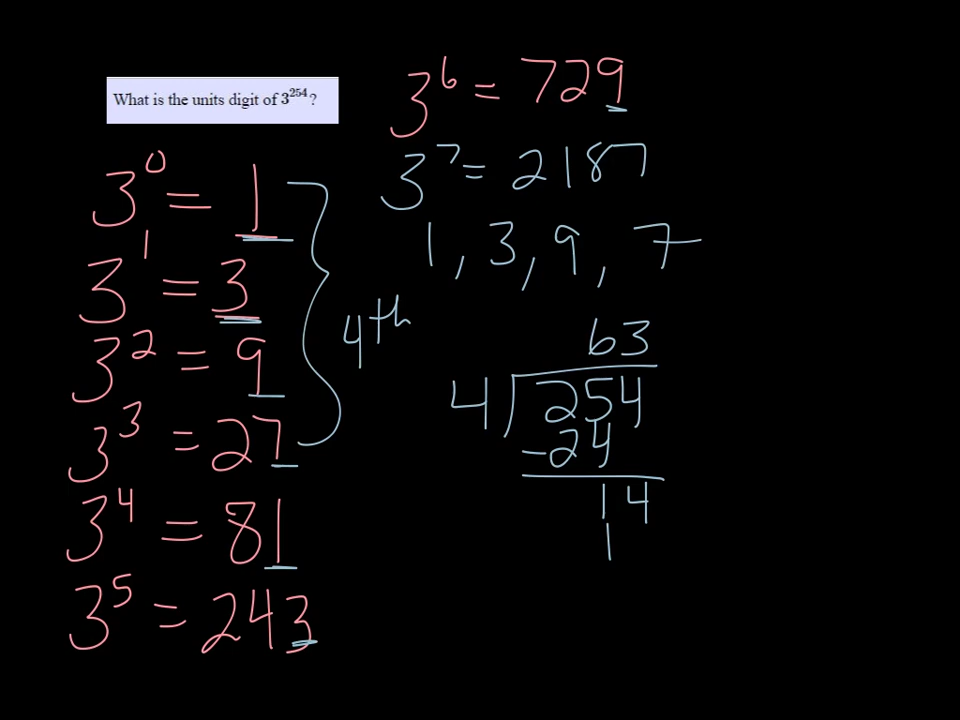 What is the units digit of 3^254?
3^0 = 1
3^1 = 3
3^2 = 9
3^3 = 27
3^4 = 81
3^5 = 243
4th
3^6 = 729
3^7 = 2187
1, 3, 9, 7
63
4 254
-24
14
1